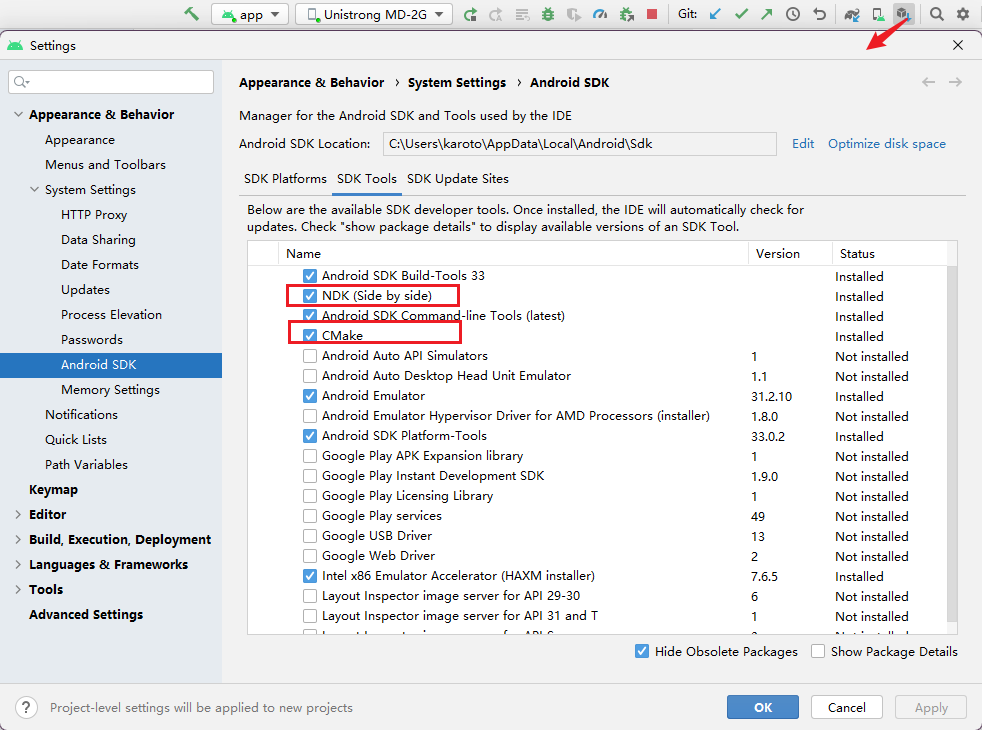 app
Unistrong MD-2G
Git:
Settings
Appearance & Behavior
Appearance
Menus and Toolbars
System Settings
HTTP Proxy
Data Sharing
Date Formats
Updates
Process Elevation
Passwords
Android SDK
Memory Settings
Notifications
Quick Lists
Path Variables
Keymap
Editor
Build, Execution, Deployment
Languages & Frameworks
Tools
Advanced Settings
Appearance & Behavior › System Settings › Android SDK
Manager for the Android SDK and Tools used by the IDE
Android SDK Location: C:\Users\karoto\AppData\Local\Android\Sdk Edit Optimize disk space
SDK Platforms SDK Tools SDK Update Sites
Below are the available SDK developer tools. Once installed, the IDE will automatically check for
updates. Check "show package details" to display available versions of an SDK Tool.
Name Version Status
Android SDK Build-Tools 33 Installed
NDK (Side by side) Installed
Android SDK Command-line Tools (latest) Installed
CMake Installed
Android Auto API Simulators 1 Not installed
Android Auto Desktop Head Unit Emulator 1.1 Not installed
Android Emulator 31.2.10 Installed
Android Emulator Hypervisor Driver for AMD Processors (installer) 1.8.0 Not installed
Android SDK Platform-Tools 33.0.2 Installed
Google Play APK Expansion library 1 Not installed
Google Play Instant Development SDK 1.9.0 Not installed
Google Play Licensing Library 1 Not installed
Google Play services 49 Not installed
Google USB Driver 13 Not installed
Google Web Driver 2 Not installed
Intel x86 Emulator Accelerator (HAXM installer) 7.6.5 Installed
Layout Inspector image server for API 29-30 6 Not installed
Layout Inspector image server for API 31 and T 1 Not installed
Hide Obsolete Packages Show Package Details
? Project-level settings will be applied to new projects
OK Cancel Apply